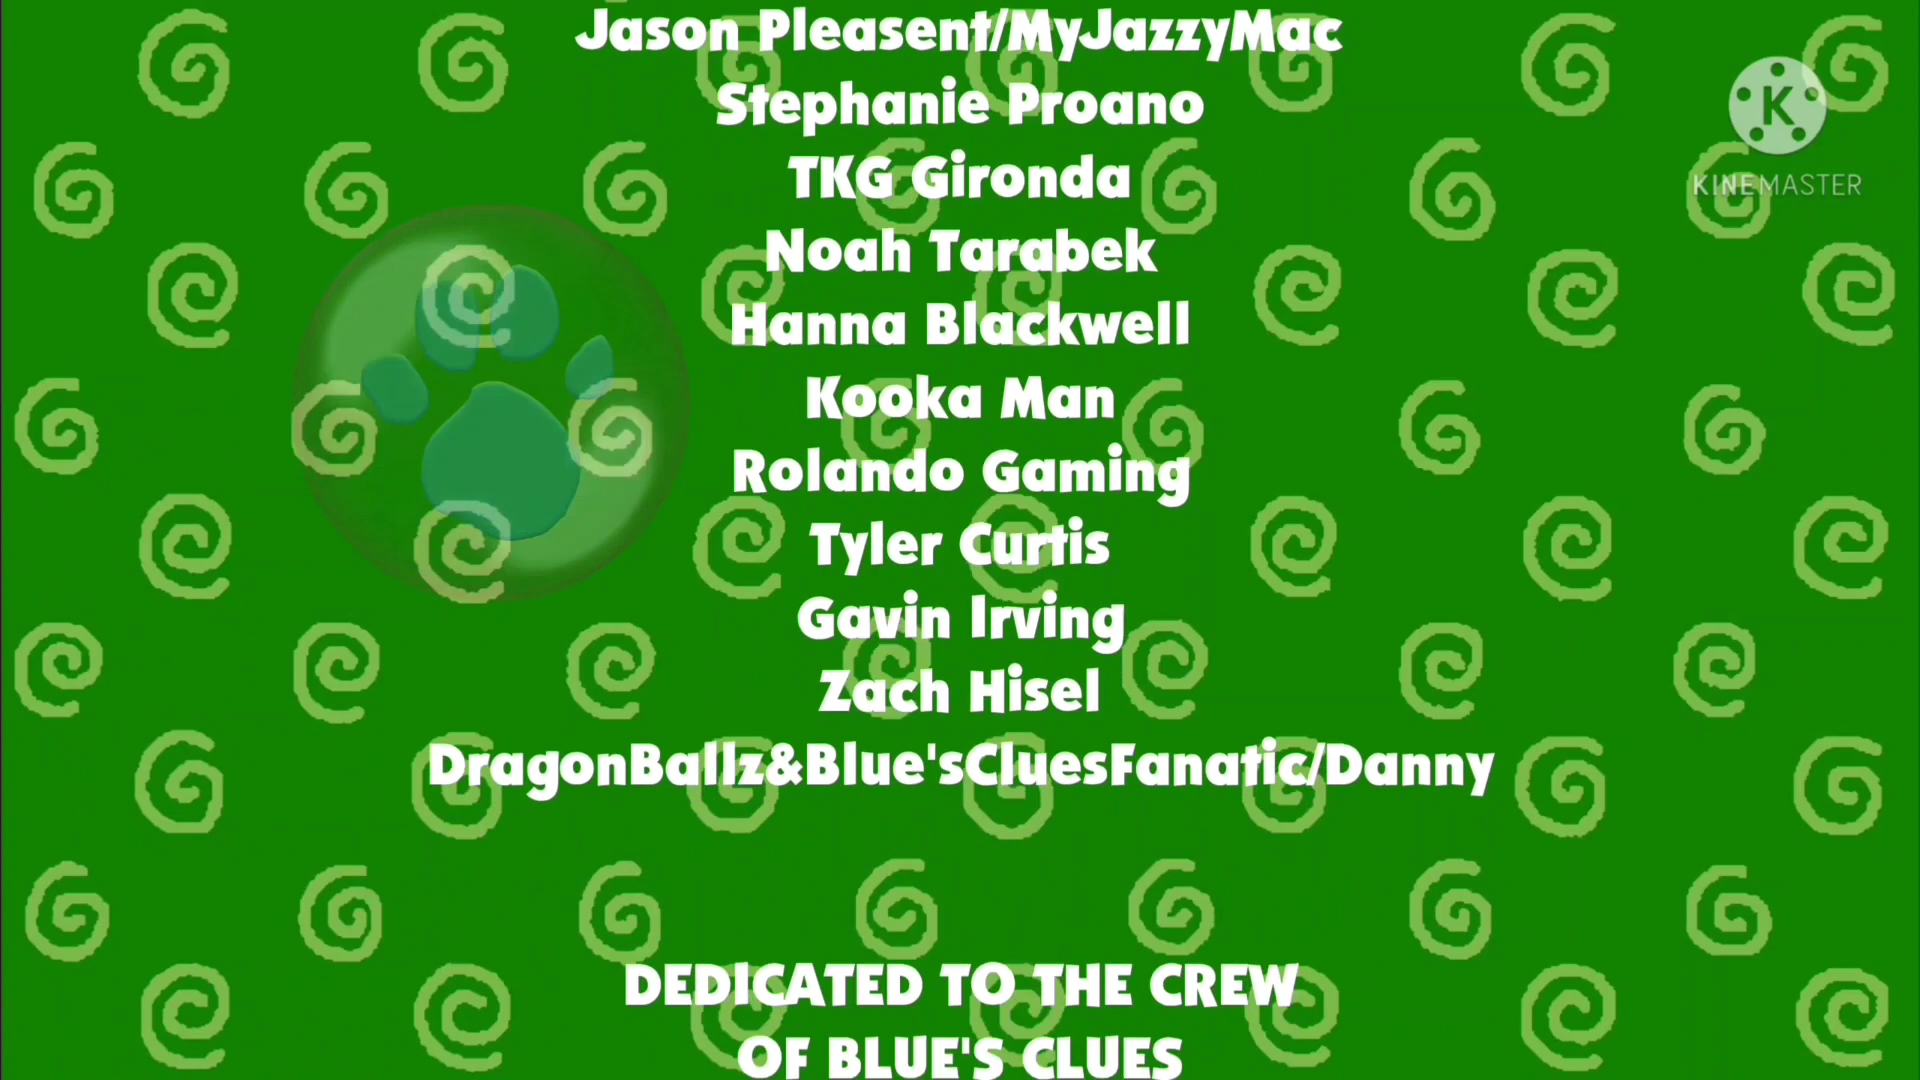 Jason Pleasent/MyJazzyMac
Stephanie Proano
TKG Gironda
Noah Tarabek
Hanna Blackwell
Kooka Man
Rolando Gaming
Tyler Curtis
Gavin Irving
Zach Hisel
DragonBallz&Blue'sCluesFanatic/Danny
DEDICATED TO THE CREW
OF BLUE'S CLUES
K
KINEMASTER